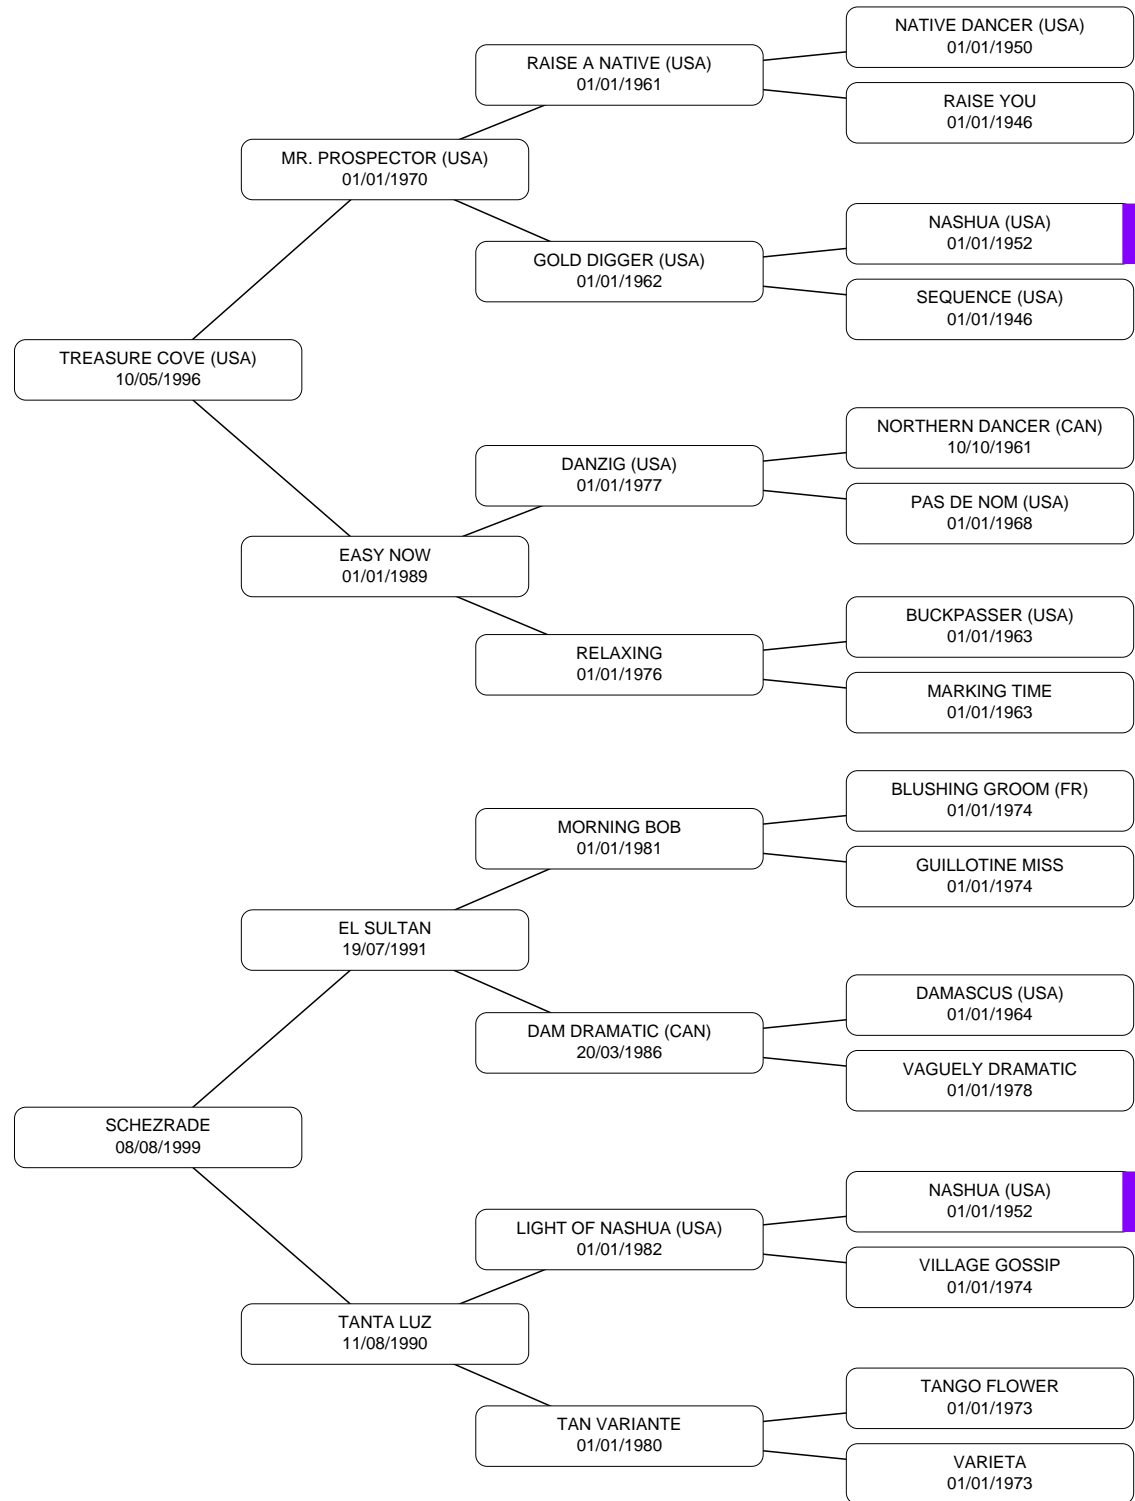 NATIVE DANCER (USA)
01/01/1950
RAISE A NATIVE (USA)
01/01/1961
RAISE YOU
01/01/1946
MR. PROSPECTOR (USA)
01/01/1970
NASHUA (USA)
01/01/1952
GOLD DIGGER (USA)
01/01/1962
SEQUENCE (USA)
01/01/1946
TREASURE COVE (USA)
10/05/1996
NORTHERN DANCER (CAN)
10/10/1961
DANZIG (USA)
01/01/1977
PAS DE NOM (USA)
01/01/1968
EASY NOW
01/01/1989
BUCKPASSER (USA)
01/01/1963
RELAXING
01/01/1976
MARKING TIME
01/01/1963
BLUSHING GROOM (FR)
01/01/1974
MORNING BOB
01/01/1981
GUILLOTINE MISS
01/01/1974
EL SULTAN
19/07/1991
DAMASCUS (USA)
01/01/1964
DAM DRAMATIC (CAN)
20/03/1986
VAGUELY DRAMATIC
01/01/1978
SCHEZRADE
08/08/1999
NASHUA (USA)
01/01/1952
LIGHT OF NASHUA (USA)
01/01/1982
VILLAGE GOSSIP
01/01/1974
TANTA LUZ
11/08/1990
TANGO FLOWER
01/01/1973
TAN VARIANTE
01/01/1980
VARIETA
01/01/1973